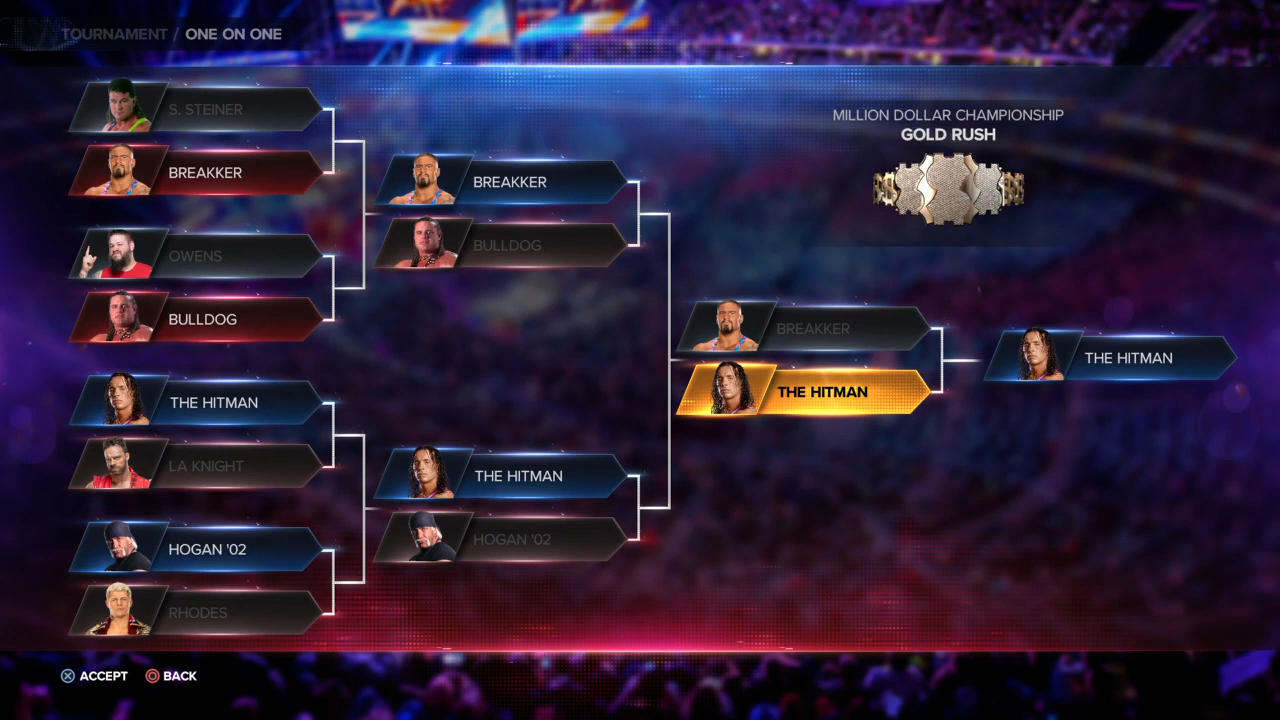 TOURNAMENT / ONE ON ONE
MILLION DOLLAR CHAMPIONSHIP
GOLD RUSH
S. STEINER
BREAKKER
OWENS
BULLDOG
THE HITMAN
LA KNIGHT
HOGAN '02
RHODES
BREAKKER
BULLDOG
THE HITMAN
HOGAN '02
BREAKKER
THE HITMAN
THE HITMAN
ACCEPT
BACK